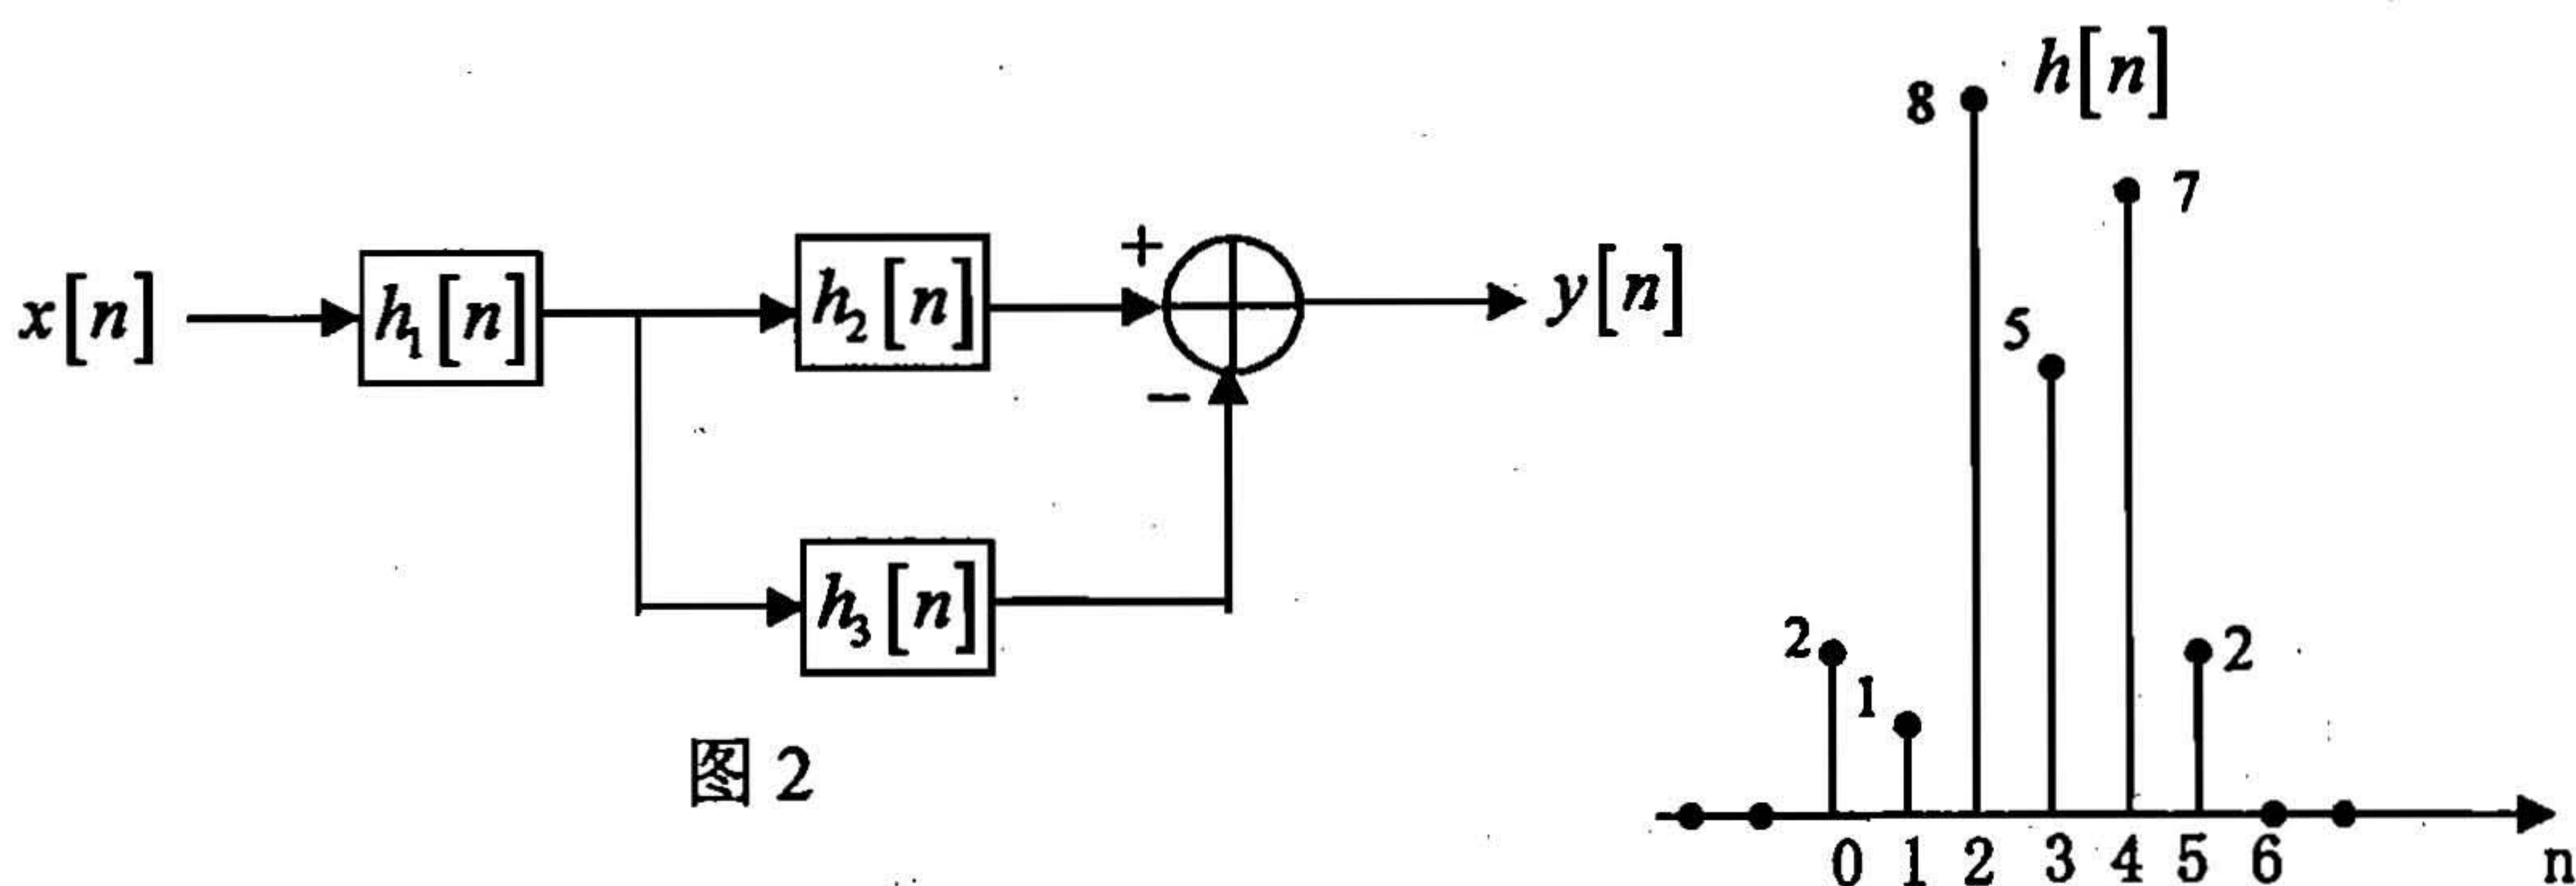 x[n]
h₁[n]
h₂[n]
+
y[n]
−
h₃[n]
图 2
h[n]
8
7
5
2
1
2
0 1 2 3 4 5 6 n